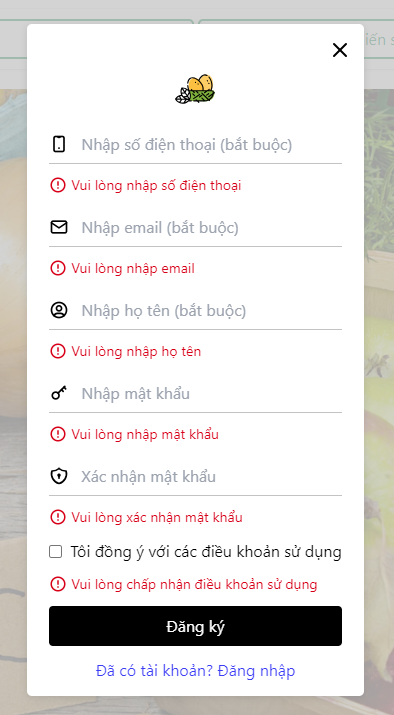 iến s
Nhập số điện thoại (bắt buộc)
Vui lòng nhập số điện thoại
Nhập email (bắt buộc)
Vui lòng nhập email
Nhập họ tên (bắt buộc)
Vui lòng nhập họ tên
Nhập mật khẩu
Vui lòng nhập mật khẩu
Xác nhận mật khẩu
Vui lòng xác nhận mật khẩu
Tôi đồng ý với các điều khoản sử dụng
Vui lòng chấp nhận điều khoản sử dụng
Đăng ký
Đã có tài khoản? Đăng nhập